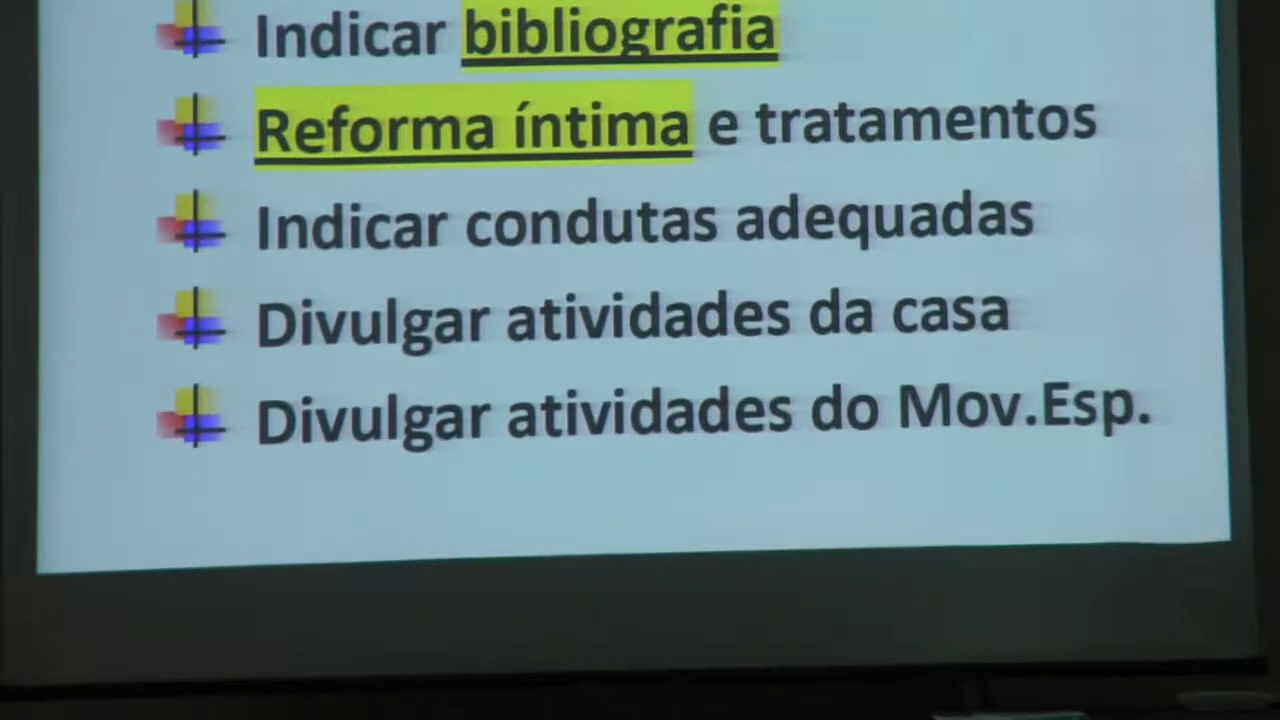 Indicar bibliografia
Reforma íntima e tratamentos
Indicar condutas adequadas
Divulgar atividades da casa
Divulgar atividades do Mov.Esp.